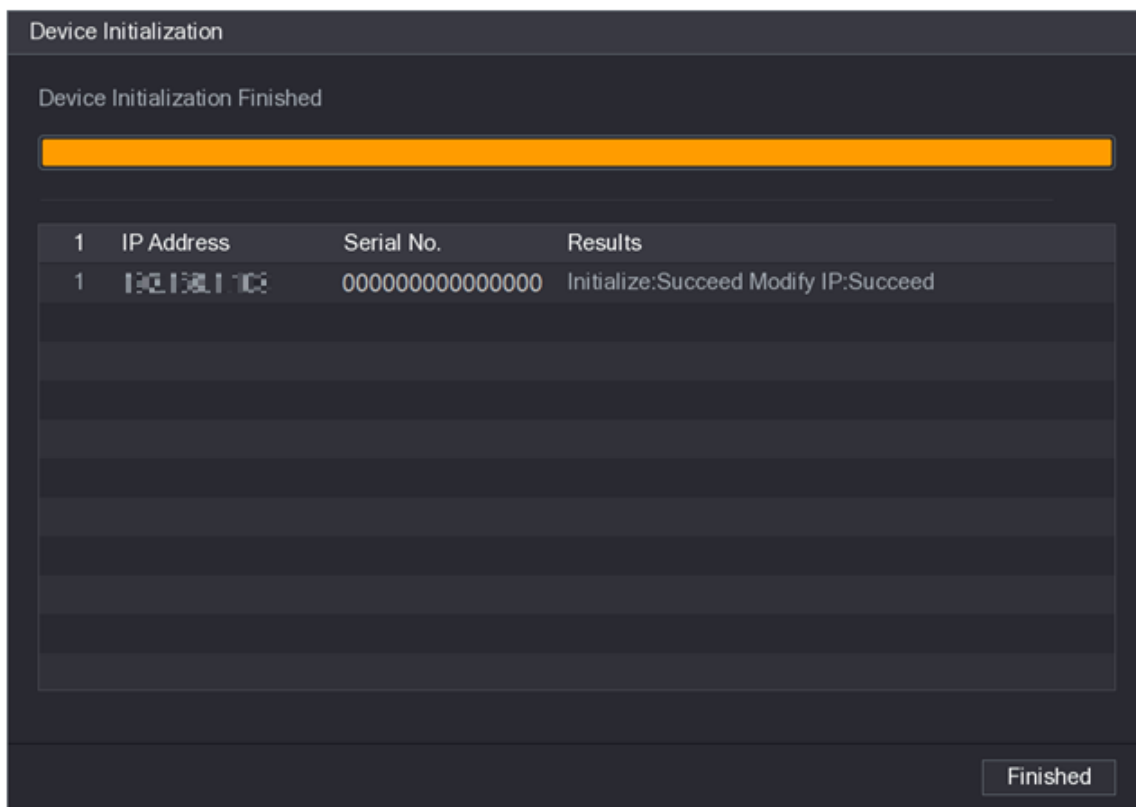 Device Initialization
Device Initialization Finished
1 IP Address Serial No. Results
1 000000000000000 Initialize:Succeed Modify IP:Succeed
Finished